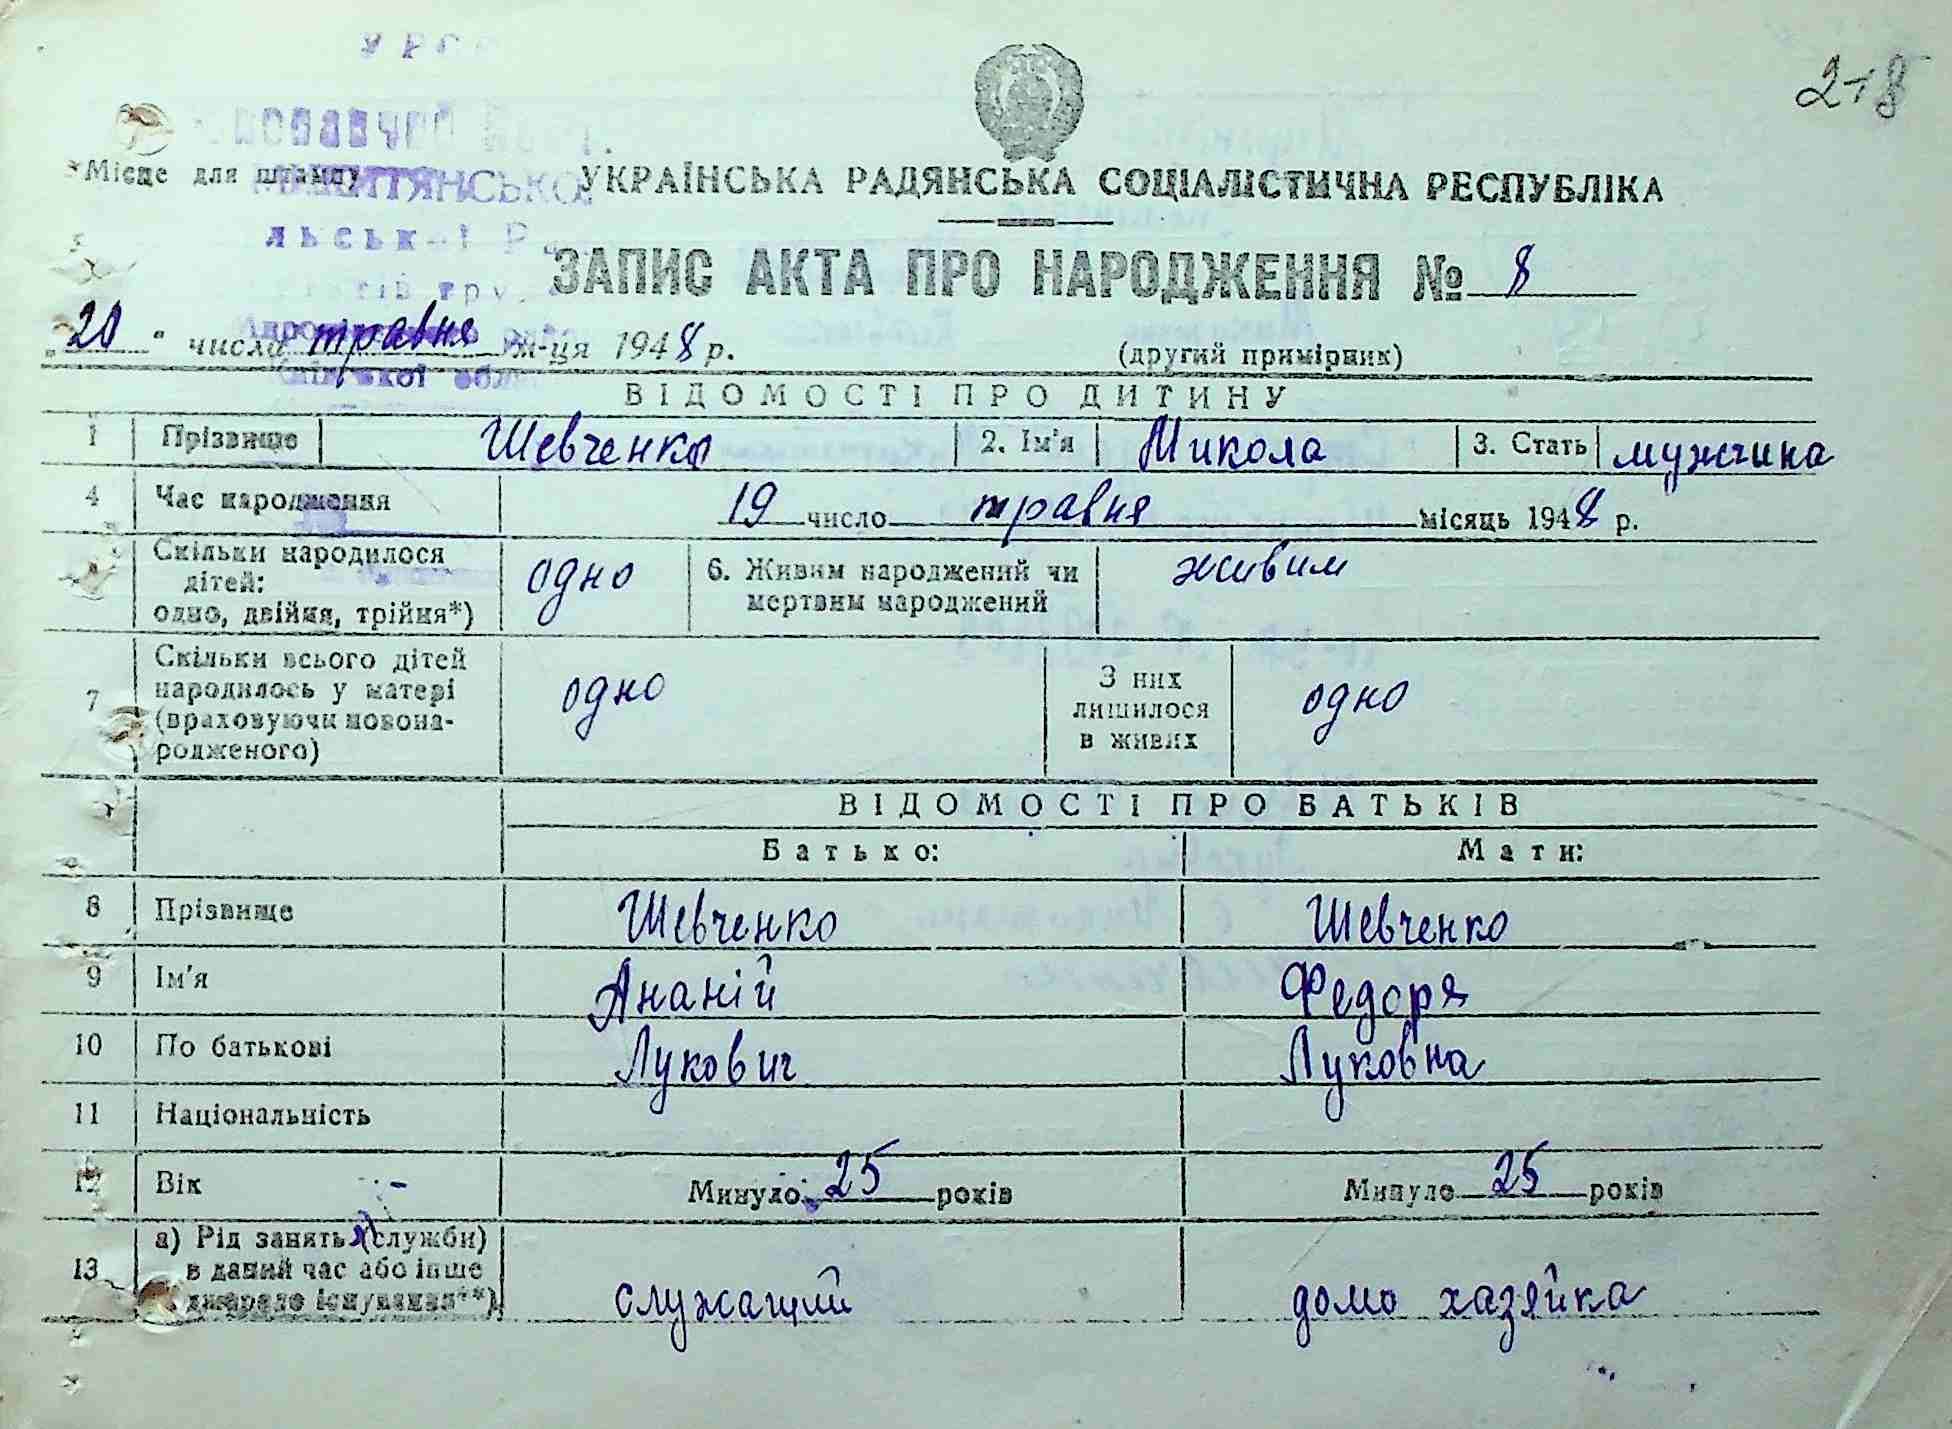 278
Місце для штампу
УКРАЇНСЬКА РАДЯНСЬКА СОЦІАЛІСТИЧНА РЕСПУБЛІКА
ЗАПИС АКТА ПРО НАРОДЖЕННЯ № 8
„20" числа травня м-ця 1948 р.
(другий примірник)
ВІДОМОСТІ ПРО ДИТИНУ
1 Прізвище Шевченко 2. Ім'я Микола 3. Стать мужчина
4 Час народження 19 число травня місяць 1948 р.
Скільки народилося дітей: одно, двійня, трійня*) одно 6. Живим народжений чи мертвим народжений живим
7 Скільки всього дітей народилось у матері (враховуючи новонародженого) одно З них лишилося в живих одно
ВІДОМОСТІ ПРО БАТЬКІВ
Батько: Мати:
8 Прізвище Шевченко Шевченко
9 Ім'я Ананій Федоря
10 По батькові Лукович Луковна
11 Національність
12 Вік Минуло 25 років Минуло 25 років
13 а) Рід занять (служби) в даний час або інше джерело існування**) служащий домо хазяйка